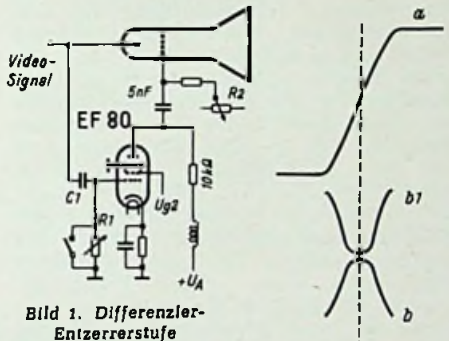 Video-
Signal
5nF
R2
EF 80
C1
R1
Ug2
10kΩ
+UA
a
b1
b
Bild 1. Differenzier-
Entzerrerstufe